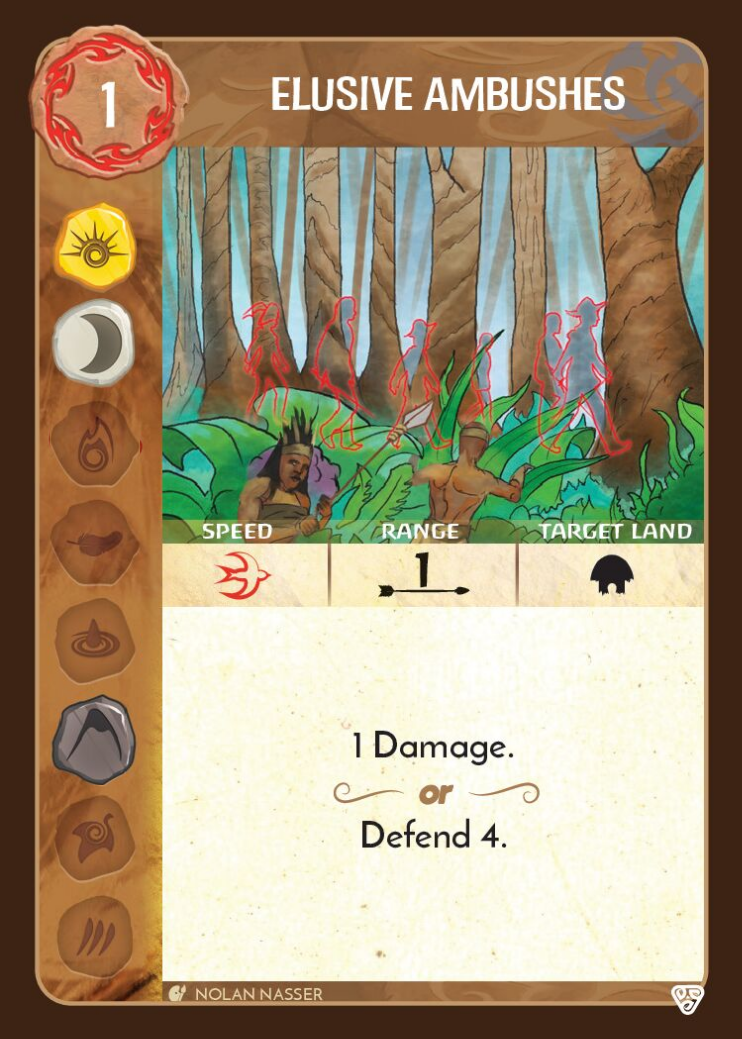 1
ELUSIVE AMBUSHES
SPEED RANGE TARGET LAND
1
1 Damage.
or
Defend 4.
NOLAN NASSER